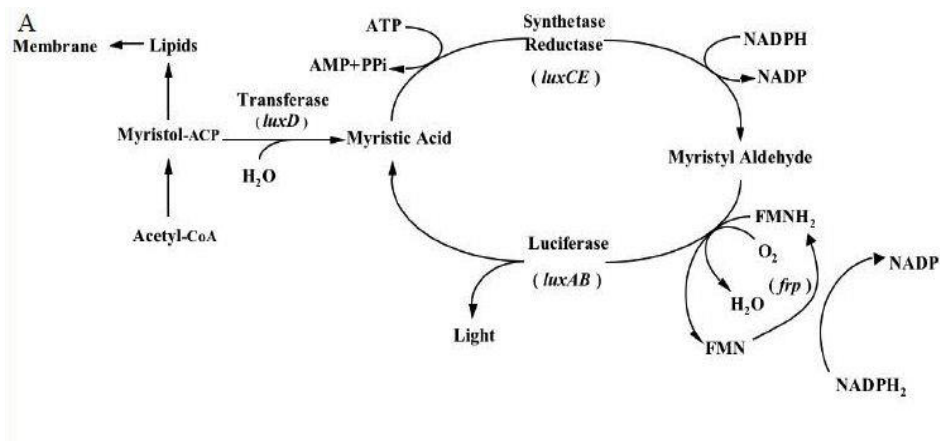 A
Membrane
Lipids
ATP
AMP+PPi
Synthetase
Reductase
( luxCE )
NADPH
NADP
Transferase
( luxD )
Myristol-ACP
H₂O
Myristic Acid
Myristyl Aldehyde
Acetyl-CoA
Luciferase
( luxAB )
Light
FMNH₂
O₂
H₂O
( frp )
FMN
NADP
NADPH₂